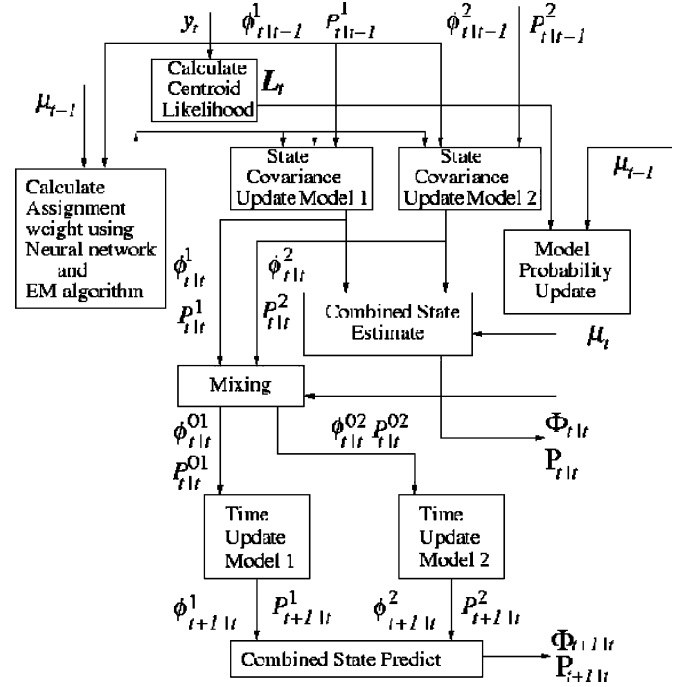 y_t
ϕ^1_{t|t−1} P^1_{t|t−1}
ϕ^2_{t|t−1} P^2_{t|t−1}
Calculate
Centroid
Likelihood
L_t
μ_{t−1}
Calculate
Assignment
weight using
Neural network
and
EM algorithm
State
Covariance
Update Model 1
State
Covariance
Update Model 2
μ_{t−1}
Model
Probability
Update
ϕ^1_{t|t}
P^1_{t|t}
ϕ^2_{t|t}
P^2_{t|t}
Combined State
Estimate
μ_t
Mixing
Φ_{t|t}
P_{t|t}
ϕ^{01}_{t|t}
P^{01}_{t|t}
ϕ^{02}_{t|t} P^{02}_{t|t}
Time
Update
Model 1
Time
Update
Model 2
ϕ^1_{t+1|t} P^1_{t+1|t}
ϕ^2_{t+1|t} P^2_{t+1|t}
Combined State Predict
Φ_{t+1|t}
P_{t+1|t}